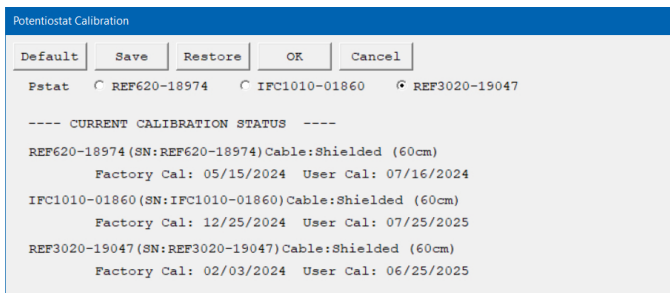 Potentiostat Calibration
Default Save Restore OK Cancel
Pstat REF620-18974 IFC1010-01860 REF3020-19047
---- CURRENT CALIBRATION STATUS ----
REF620-18974(SN:REF620-18974)Cable:Shielded (60cm)
Factory Cal: 05/15/2024 User Cal: 07/16/2024
IFC1010-01860(SN:IFC1010-01860)Cable:Shielded (60cm)
Factory Cal: 12/25/2024 User Cal: 07/25/2025
REF3020-19047(SN:REF3020-19047)Cable:Shielded (60cm)
Factory Cal: 02/03/2024 User Cal: 06/25/2025